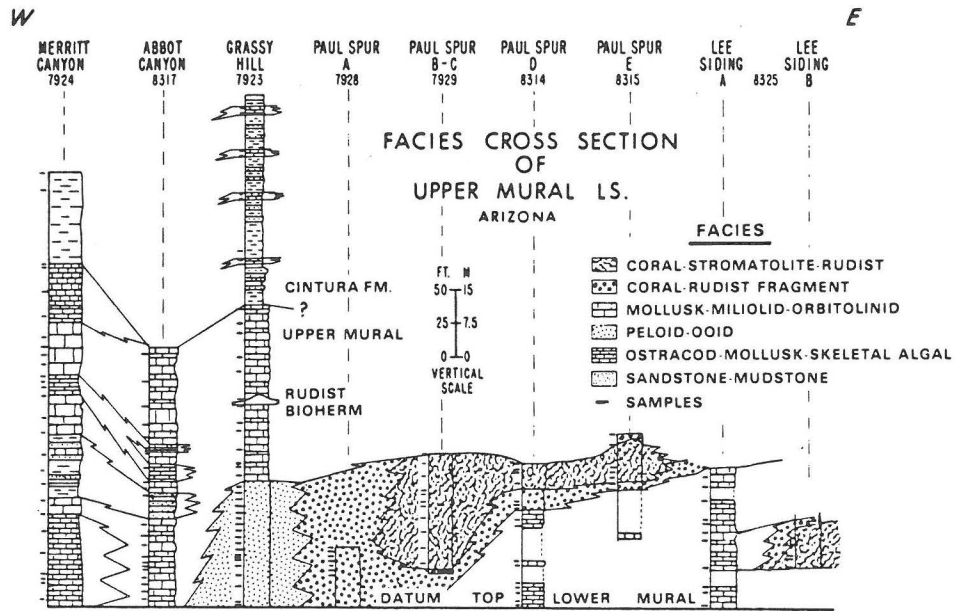 W
E
MERRITT CANYON 7924
ABBOT CANYON 8317
GRASSY HILL 7923
PAUL SPUR A 7928
PAUL SPUR B-C 7929
PAUL SPUR D 8314
PAUL SPUR E 8315
LEE SIDING A
8325
LEE SIDING B
FACIES CROSS SECTION
OF
UPPER MURAL LS.
ARIZONA
FACIES
CORAL-STROMATOLITE-RUDIST
CORAL-RUDIST FRAGMENT
MOLLUSK-MILIOLID-ORBITOLINID
PELOID-OOID
OSTRACOD-MOLLUSK-SKELETAL ALGAL
SANDSTONE-MUDSTONE
SAMPLES
FT. M
50 15
25 7.5
0 0
VERTICAL
SCALE
CINTURA FM.
?
UPPER MURAL
RUDIST
BIOHERM
DATUM TOP LOWER MURAL